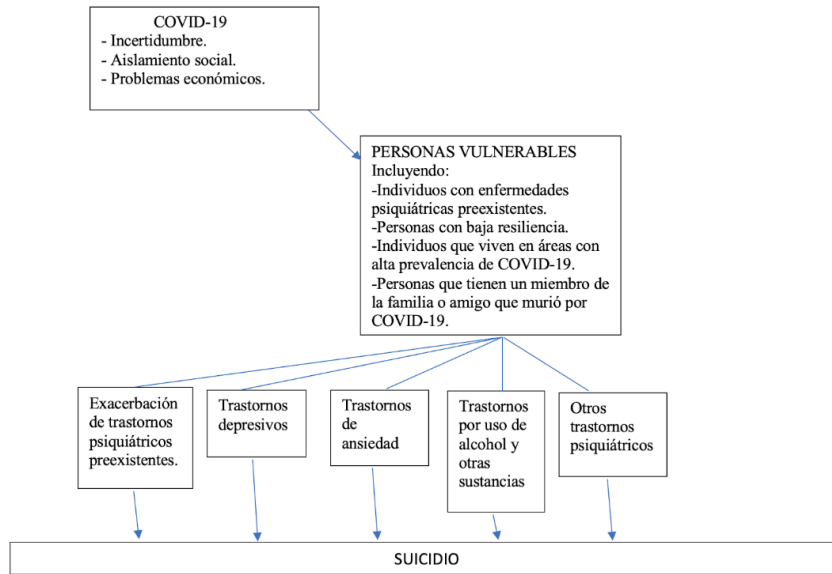 COVID-19
- Incertidumbre.
- Aislamiento social.
- Problemas económicos.
PERSONAS VULNERABLES
Incluyendo:
-Individuos con enfermedades
psiquiátricas preexistentes.
-Personas con baja resiliencia.
-Individuos que viven en áreas con
alta prevalencia de COVID-19.
-Personas que tienen un miembro de
la familia o amigo que murió por
COVID-19.
Exacerbación
de trastornos
psiquiátricos
preexistentes.
Trastornos
depresivos
Trastornos
de
ansiedad
Trastornos
por uso de
alcohol y
otras
sustancias
Otros
trastornos
psiquiátricos
SUICIDIO